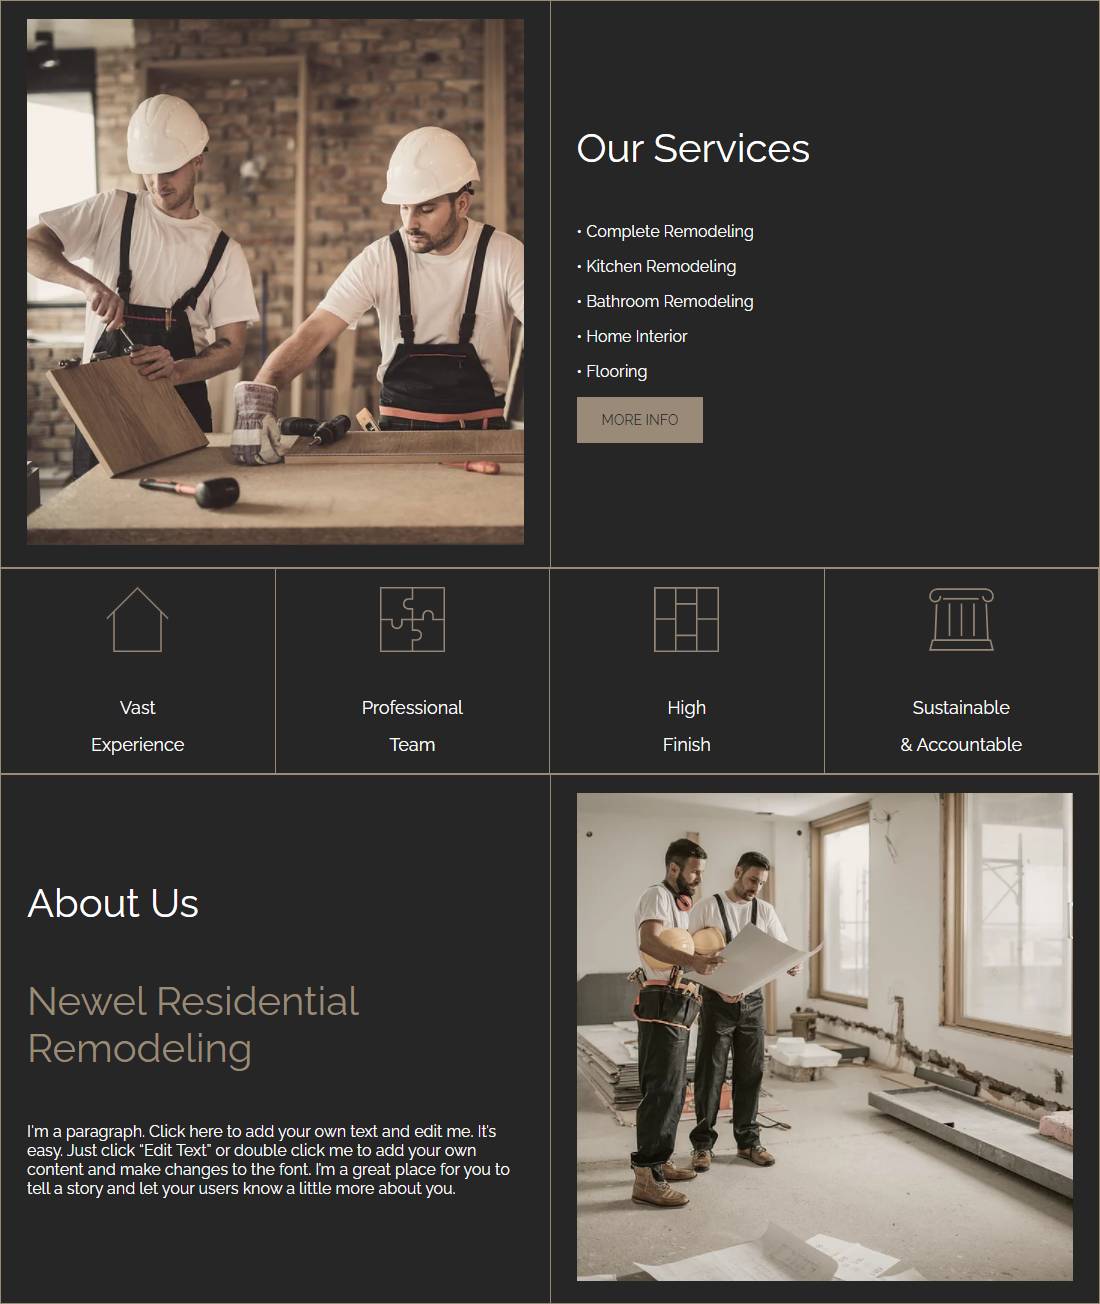 Our Services
• Complete Remodeling
• Kitchen Remodeling
• Bathroom Remodeling
• Home Interior
• Flooring
MORE INFO
Vast
Experience
Professional
Team
High
Finish
Sustainable
& Accountable
About Us
Newel Residential
Remodeling
I'm a paragraph. Click here to add your own text and edit me. It's
easy. Just click “Edit Text” or double click me to add your own
content and make changes to the font. I'm a great place for you to
tell a story and let your users know a little more about you.